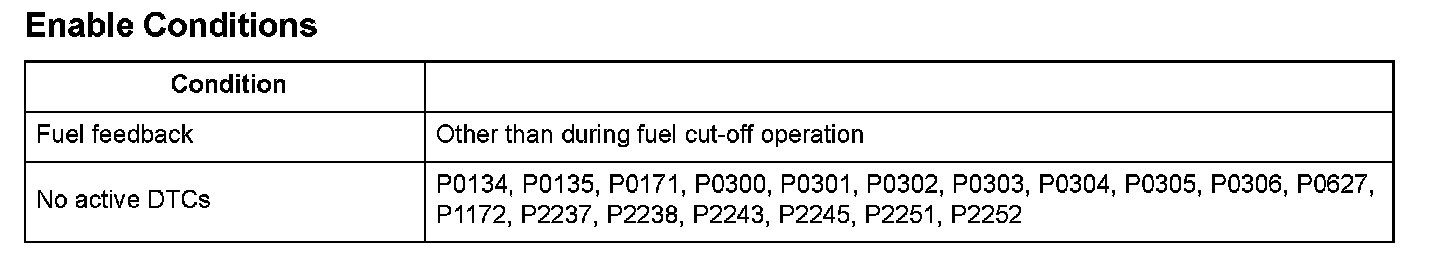 Enable Conditions
Condition
Fuel feedback
Other than during fuel cut-off operation
No active DTCs
P0134, P0135, P0171, P0300, P0301, P0302, P0303, P0304, P0305, P0306, P0627,
P1172, P2237, P2238, P2243, P2245, P2251, P2252